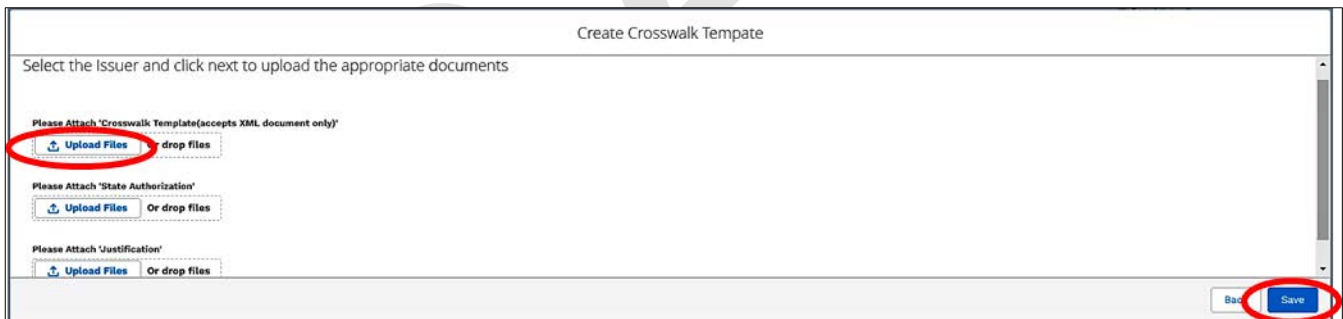 Create Crosswalk Tempate
Select the Issuer and click next to upload the appropriate documents
Please Attach 'Crosswalk Template(accepts XML document only)'
Upload Files Or drop files
Please Attach 'State Authorization'
Upload Files Or drop files
Please Attach 'Justification'
Upload Files Or drop files
Back Save